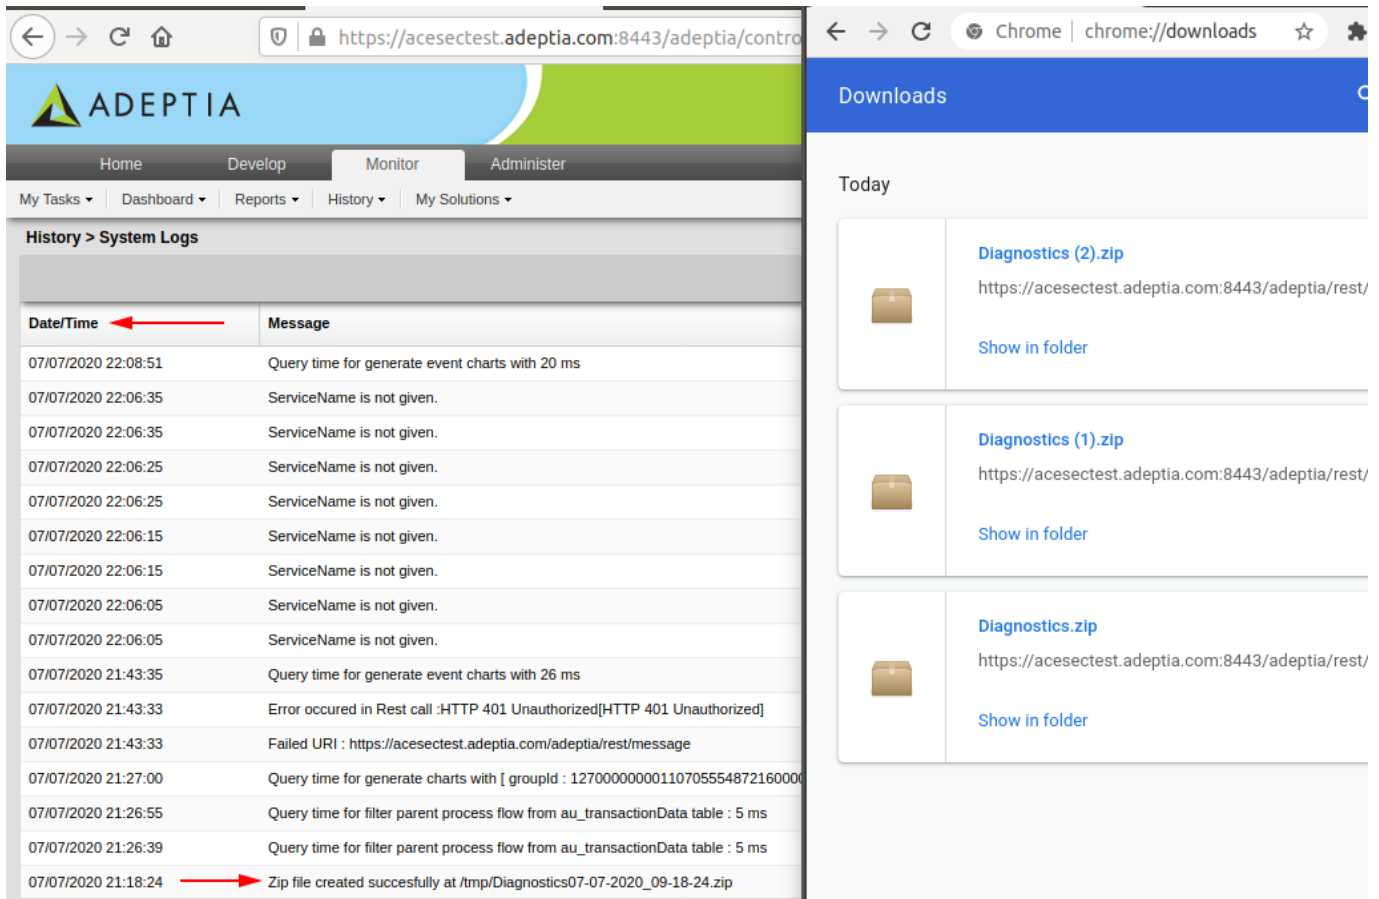 https://acesectest.adeptia.com:8443/adeptia/contro
ADEPTIA
Home Develop Monitor Administer
My Tasks Dashboard Reports History My Solutions
History > System Logs
Date/Time Message
07/07/2020 22:08:51 Query time for generate event charts with 20 ms
07/07/2020 22:06:35 ServiceName is not given.
07/07/2020 22:06:35 ServiceName is not given.
07/07/2020 22:06:25 ServiceName is not given.
07/07/2020 22:06:25 ServiceName is not given.
07/07/2020 22:06:15 ServiceName is not given.
07/07/2020 22:06:15 ServiceName is not given.
07/07/2020 22:06:05 ServiceName is not given.
07/07/2020 22:06:05 ServiceName is not given.
07/07/2020 21:43:35 Query time for generate event charts with 26 ms
07/07/2020 21:43:33 Error occured in Rest call :HTTP 401 Unauthorized[HTTP 401 Unauthorized]
07/07/2020 21:43:33 Failed URI : https://acesectest.adeptia.com/adeptia/rest/message
07/07/2020 21:27:00 Query time for generate charts with [ groupId :
07/07/2020 21:26:55 Query time for filter parent process flow from au_transactionData table : 5 ms
07/07/2020 21:26:39 Query time for filter parent process flow from au_transactionData table : 5 ms
07/07/2020 21:18:24 Zip file created succesfully at /tmp/Diagnostics07-07-2020_09-18-24.zip
Chrome chrome://downloads
Downloads
Today
Diagnostics (2).zip
https://acesectest.adeptia.com:8443/adeptia/rest/
Show in folder
Diagnostics (1).zip
https://acesectest.adeptia.com:8443/adeptia/rest/
Show in folder
Diagnostics.zip
https://acesectest.adeptia.com:8443/adeptia/rest/
Show in folder